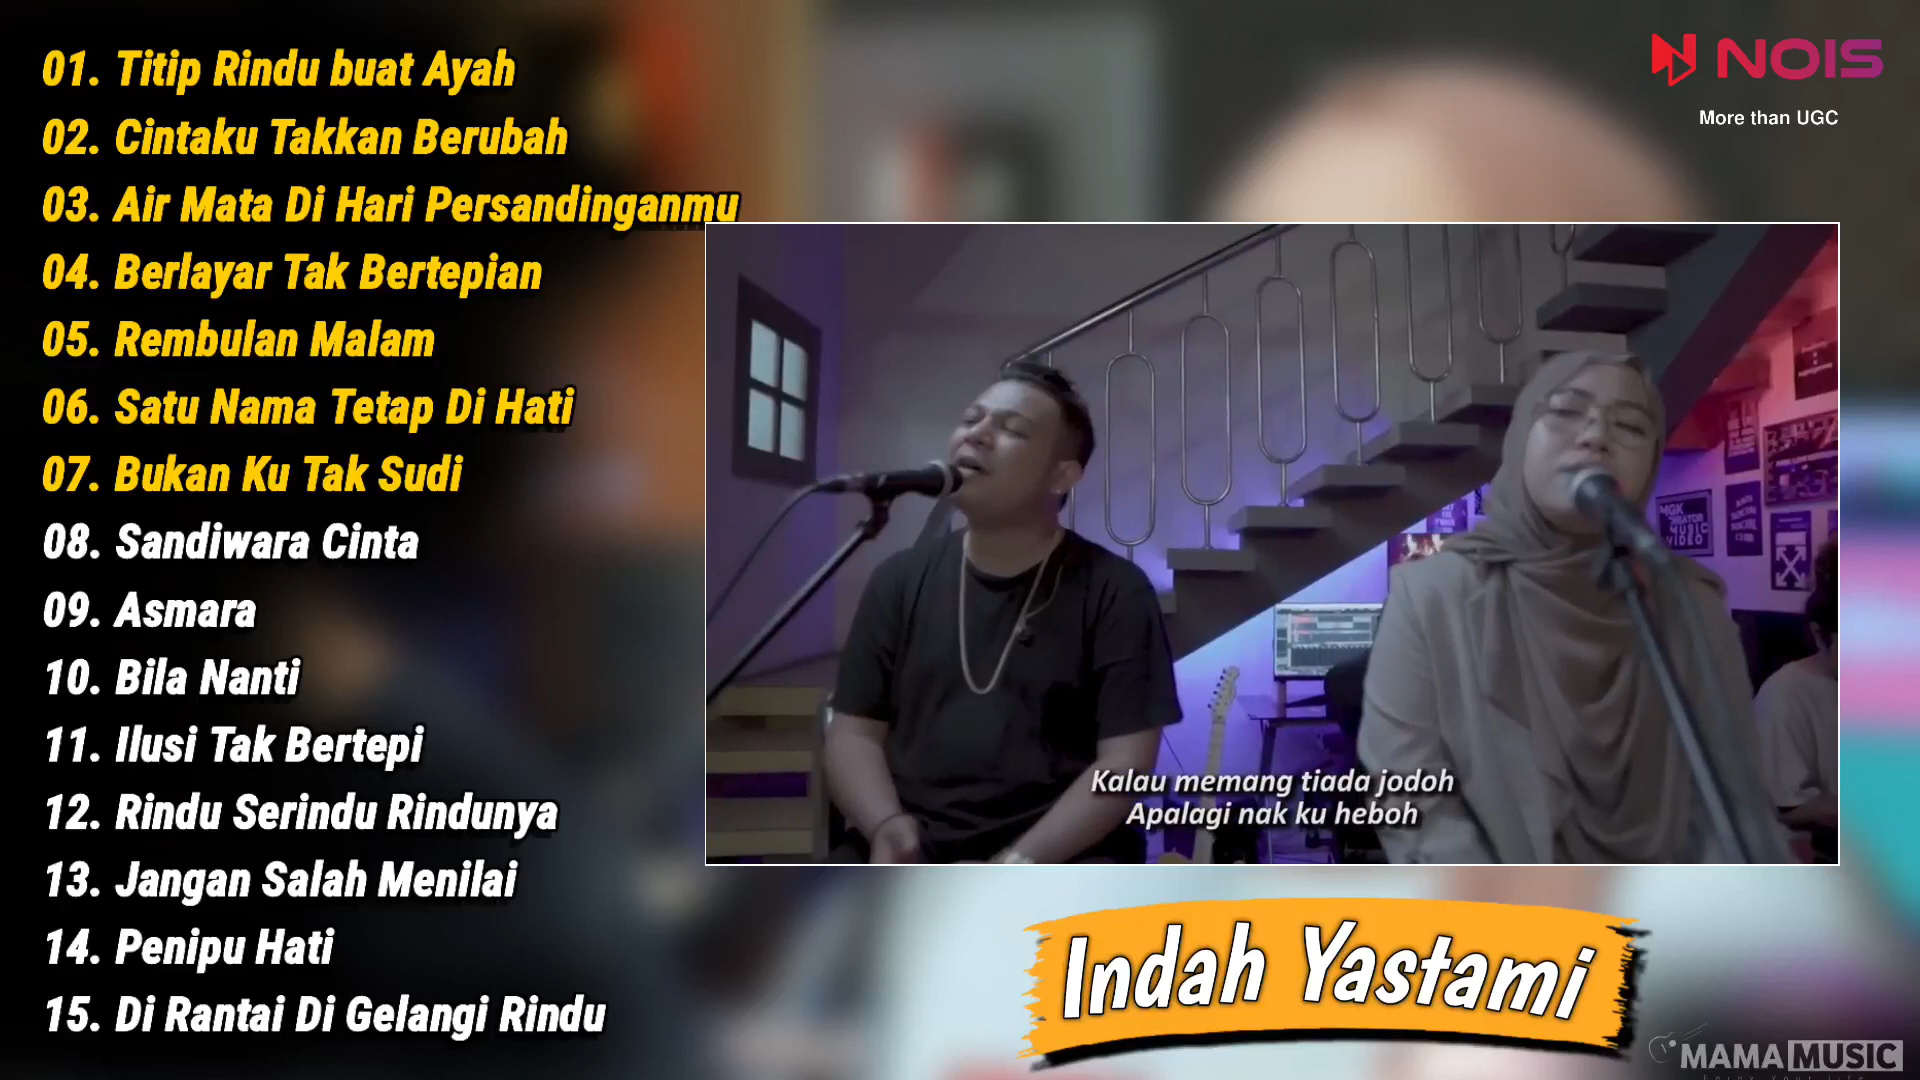 01. Titip Rindu buat Ayah
02. Cintaku Takkan Berubah
03. Air Mata Di Hari Persandinganmu
04. Berlayar Tak Bertepian
05. Rembulan Malam
06. Satu Nama Tetap Di Hati
07. Bukan Ku Tak Sudi
08. Sandiwara Cinta
09. Asmara
10. Bila Nanti
11. Ilusi Tak Bertepi
12. Rindu Serindu Rindunya
13. Jangan Salah Menilai
14. Penipu Hati
15. Di Rantai Di Gelangi Rindu
NOIS
More than UGC
MUSIC
VIDEO
Kalau memang tiada jodoh
Apalagi nak ku heboh
Indah Yastami
MAMA MUSIC